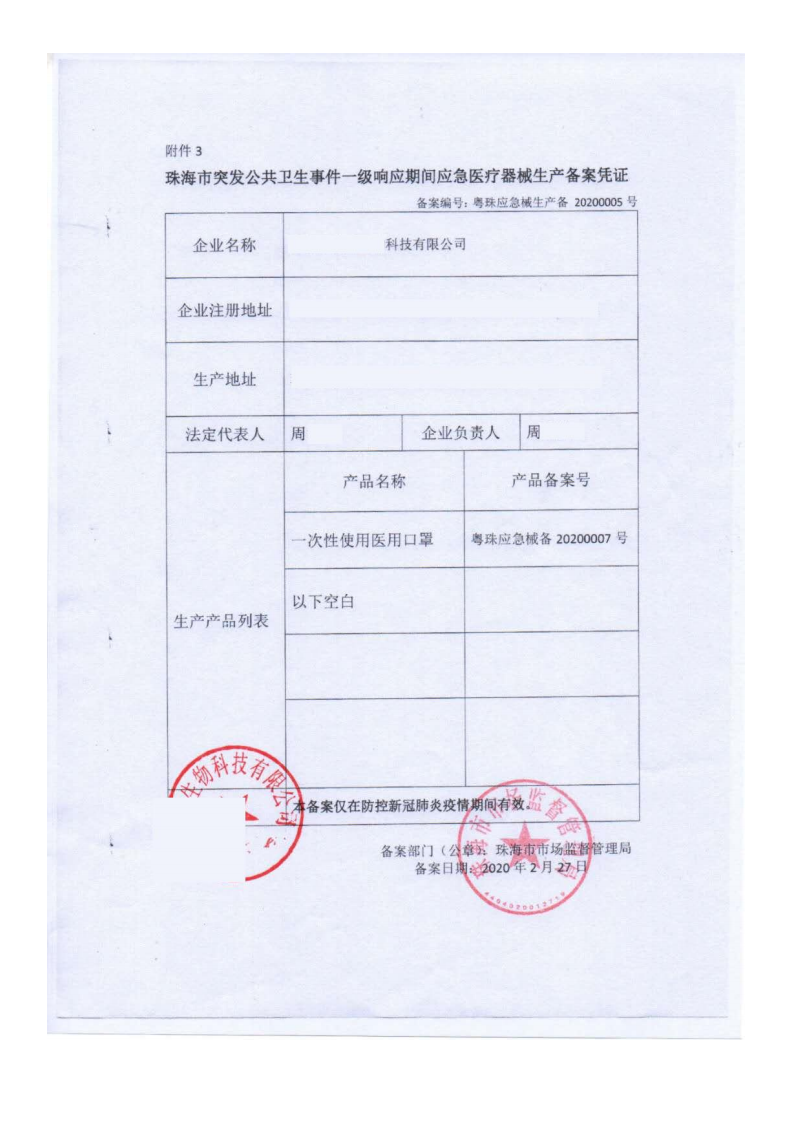 附件 3
珠海市突发公共卫生事件一级响应期间应急医疗器械生产备案凭证
备案编号：粤珠应急械生产备 20200005 号
企业名称 科技有限公司
企业注册地址
生产地址
法定代表人 周 企业负责人 周
产品名称 产品备案号
一次性使用医用口罩 粤珠应急械备 20200007 号
以下空白
生产产品列表
生物科技有限公司
本备案仅在防控新冠肺炎疫情期间有效。
备案部门（公章）：珠海市市场监督管理局
备案日期：2020 年 2 月 27 日
珠海市市场监督管理局